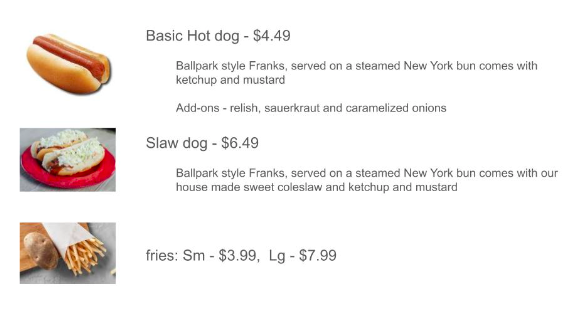 Basic Hot dog - $4.49
Ballpark style Franks, served on a steamed New York bun comes with
ketchup and mustard
Add-ons - relish, sauerkraut and caramelized onions
Slaw dog - $6.49
Ballpark style Franks, served on a steamed New York bun comes with our
house made sweet coleslaw and ketchup and mustard
fries: Sm - $3.99,  Lg - $7.99